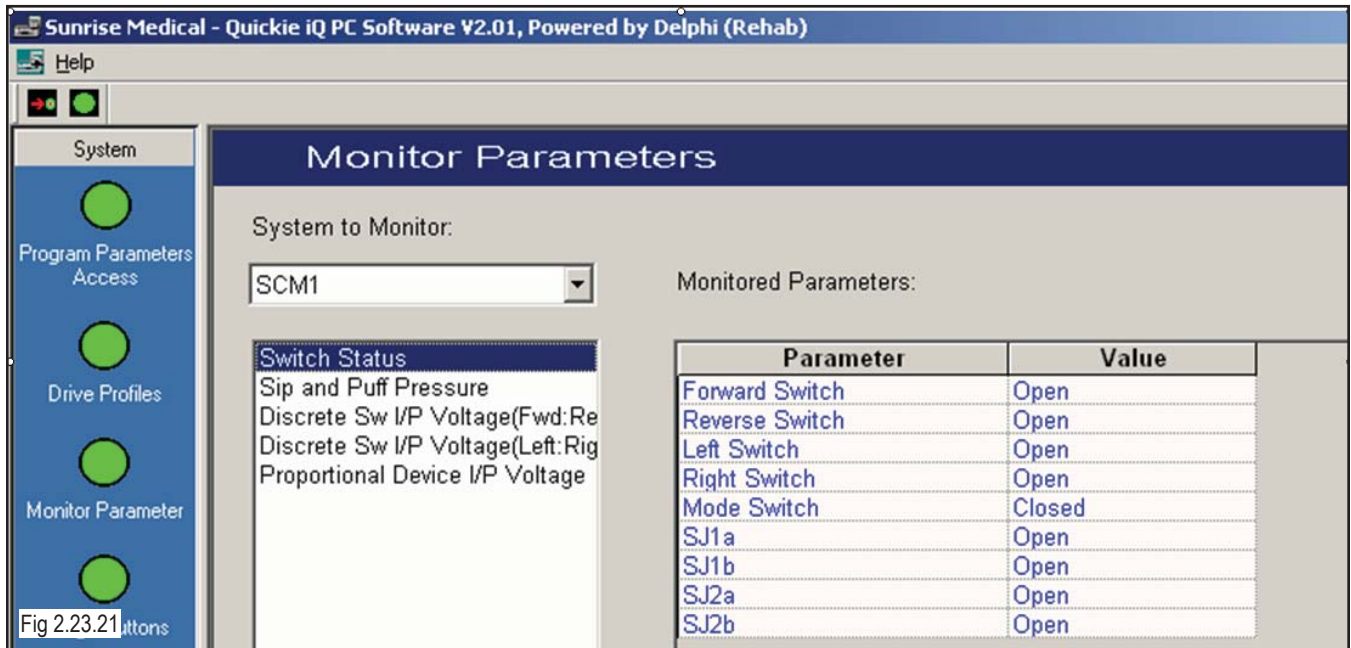 Sunrise Medical - Quickie iQ PC Software V2.01, Powered by Delphi (Rehab)
Help
System
Program Parameters
Access
Drive Profiles
Monitor Parameter
uttons
Fig 2.23.21
Monitor Parameters
System to Monitor:
SCM1
Switch Status
Sip and Puff Pressure
Discrete Sw I/P Voltage(Fwd:Re
Discrete Sw I/P Voltage(Left:Rig
Proportional Device I/P Voltage
Monitored Parameters:
Parameter Value
Forward Switch Open
Reverse Switch Open
Left Switch Open
Right Switch Open
Mode Switch Closed
SJ1a Open
SJ1b Open
SJ2a Open
SJ2b Open